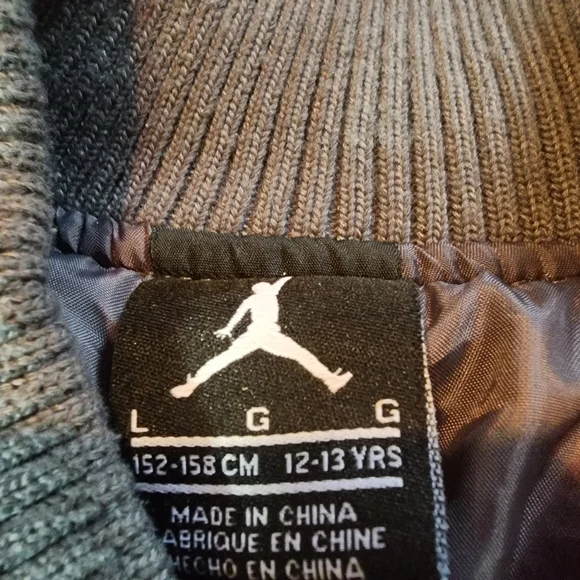 L G G
152-158 CM 12-13 YRS
MADE IN CHINA
FABRIQUE EN CHINE
HECHO EN CHINA